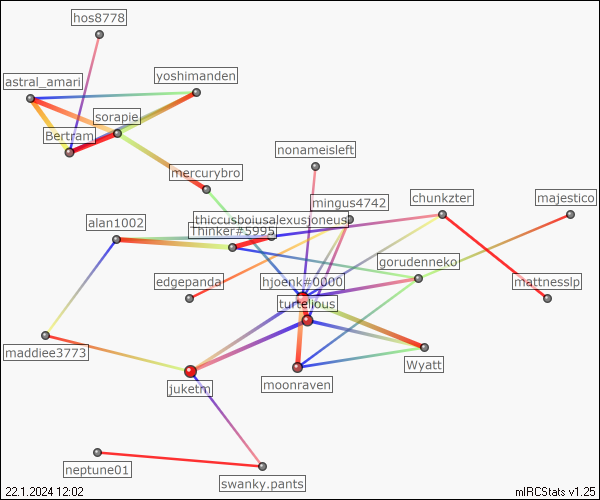 hos8778
astral_amari
yoshimanden
sorapie
Bertram
nonameisleft
mercurybro
mingus4742
chunkzter
majestico
alan1002
thiccusboiusalexusjoneus
Thinker#5995
gorudenneko
edgepanda
hjoenk#0000
mattnesslp
turteljous
maddiee3773
Wyatt
juketm
moonraven
neptune01
swanky.pants
22.1.2024 12:02
mIRCStats v1.25